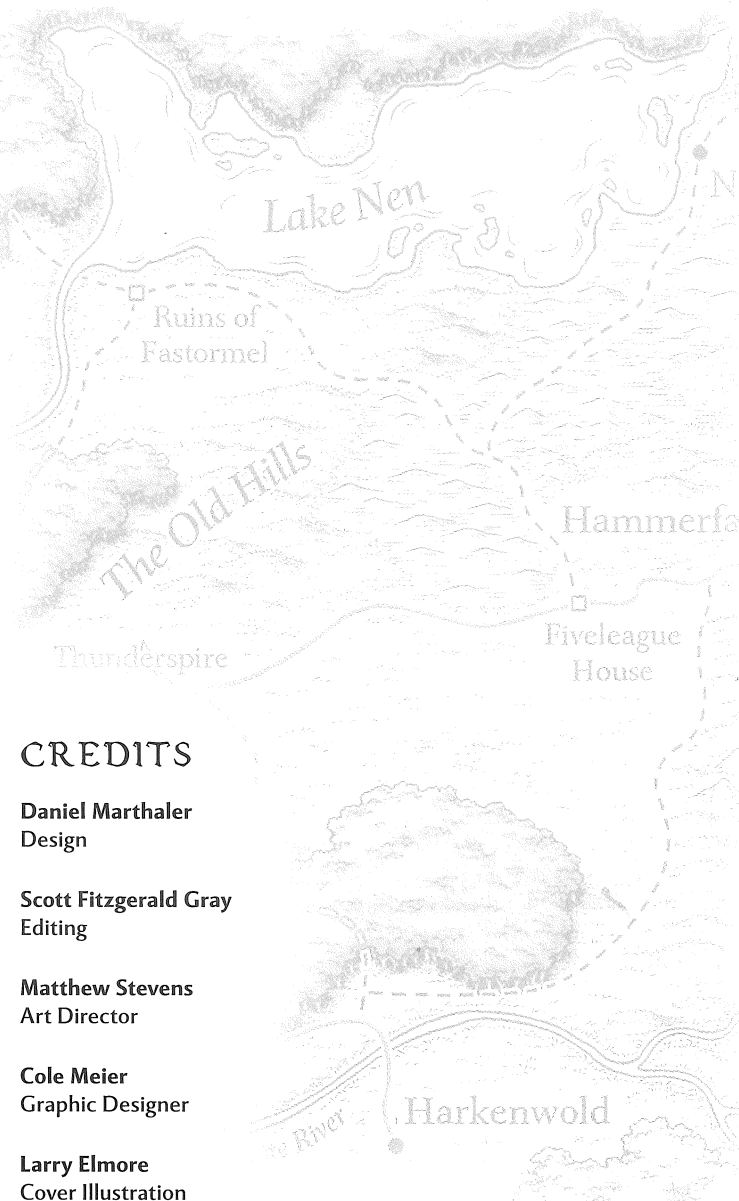 Lake Nen
N
Ruins of
Fastormel
The Old Hills
Hammerfa
Fiveleague
House
Thunderspire
CREDITS
Daniel Marthaler
Design
Scott Fitzgerald Gray
Editing
Matthew Stevens
Art Director
Cole Meier
Graphic Designer
Harkenwold
River
Larry Elmore
Cover Illustration